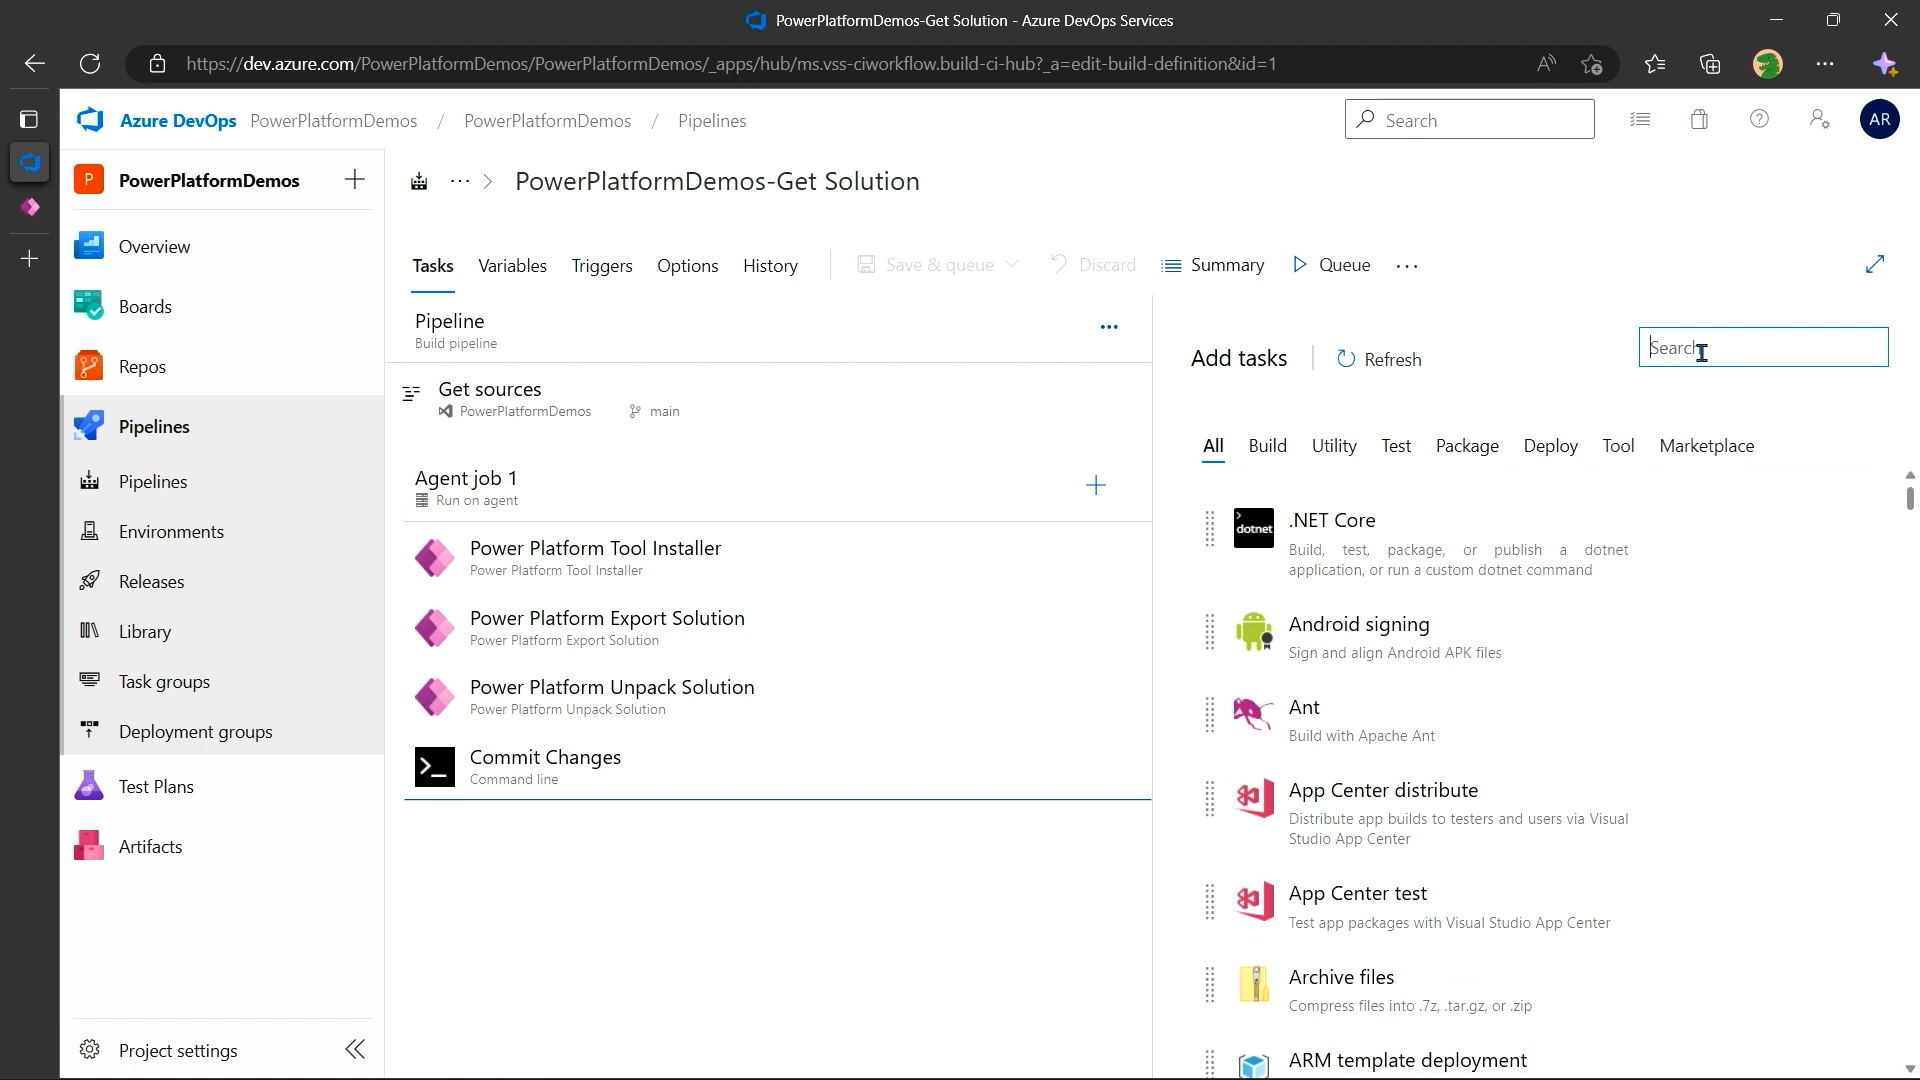 PowerPlatformDemos-Get Solution - Azure DevOps Services
https://dev.azure.com/PowerPlatformDemos/PowerPlatformDemos/_apps/hub/ms.vss-ciworkflow.build-ci-hub?_a=edit-build-definition&id=1
Azure DevOps PowerPlatformDemos / PowerPlatformDemos / Pipelines
Search
AR
P PowerPlatformDemos
Overview
Boards
Repos
Pipelines
Pipelines
Environments
Releases
Library
Task groups
Deployment groups
Test Plans
Artifacts
Project settings
PowerPlatformDemos-Get Solution
Tasks Variables Triggers Options History Save & queue Discard Summary Queue
Pipeline
Build pipeline
Get sources
PowerPlatformDemos main
Agent job 1
Run on agent
Power Platform Tool Installer
Power Platform Tool Installer
Power Platform Export Solution
Power Platform Export Solution
Power Platform Unpack Solution
Power Platform Unpack Solution
Commit Changes
Command line
Add tasks Refresh
Search
All Build Utility Test Package Deploy Tool Marketplace
dotnet
.NET Core
Build, test, package, or publish a dotnet
application, or run a custom dotnet command
Android signing
Sign and align Android APK files
Ant
Build with Apache Ant
App Center distribute
Distribute app builds to testers and users via Visual
Studio App Center
App Center test
Test app packages with Visual Studio App Center
Archive files
Compress files into .7z, .tar.gz, or .zip
ARM template deployment